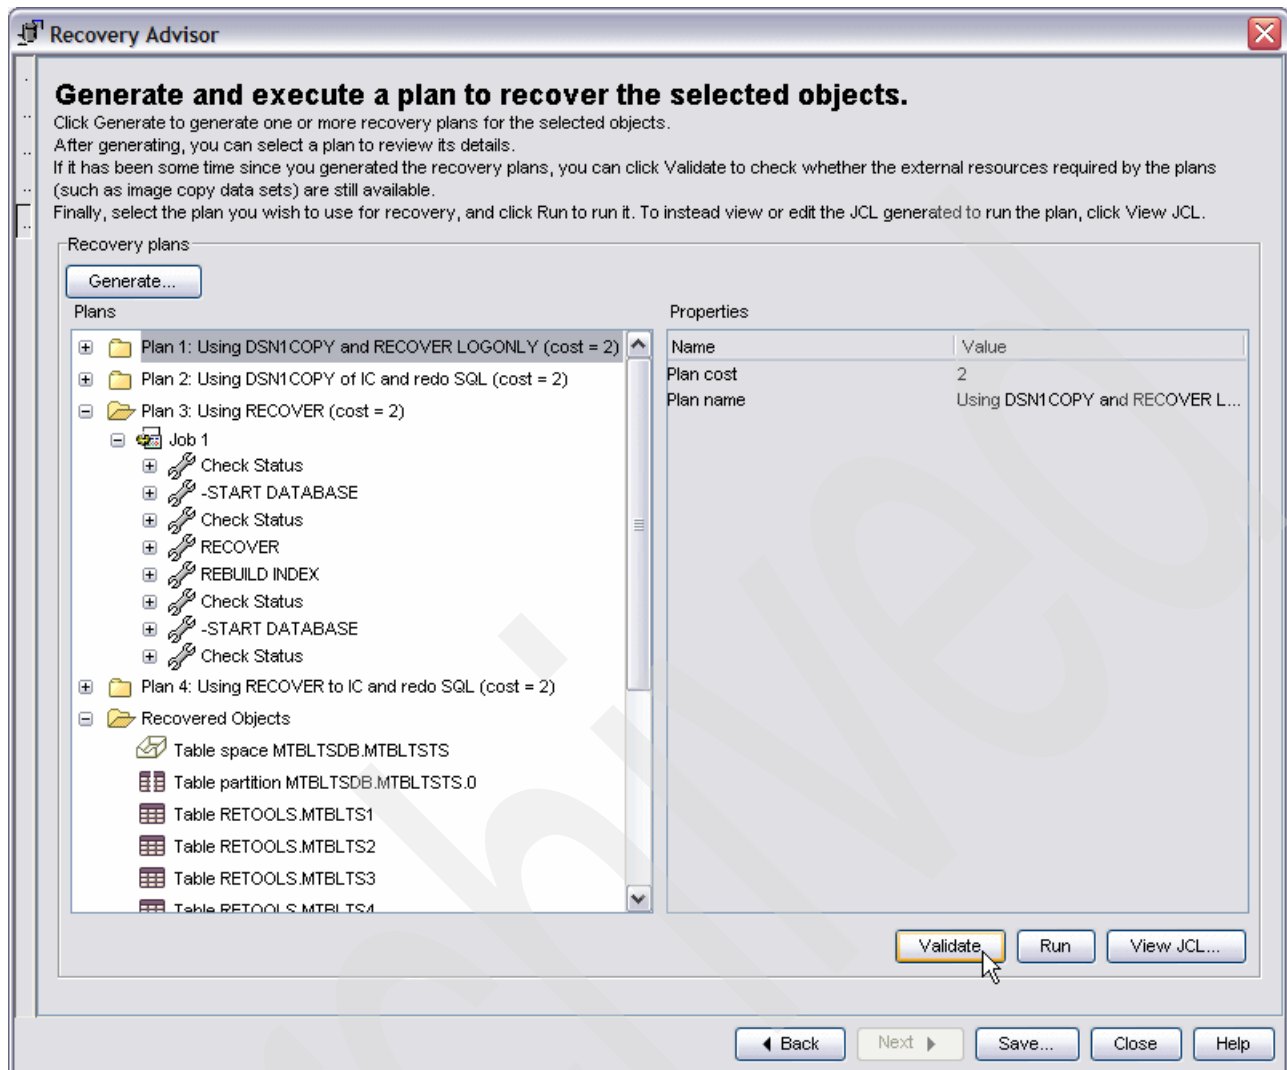 Recovery Advisor
Generate and execute a plan to recover the selected objects.
Click Generate to generate one or more recovery plans for the selected objects.
After generating, you can select a plan to review its details.
If it has been some time since you generated the recovery plans, you can click Validate to check whether the external resources required by the plans
(such as image copy data sets) are still available.
Finally, select the plan you wish to use for recovery, and click Run to run it. To instead view or edit the JCL generated to run the plan, click View JCL.
Recovery plans
Generate...
Plans
Plan 1: Using DSN1COPY and RECOVER LOGONLY (cost = 2)
Plan 2: Using DSN1COPY of IC and redo SQL (cost = 2)
Plan 3: Using RECOVER (cost = 2)
Job 1
Check Status
-START DATABASE
Check Status
RECOVER
REBUILD INDEX
Check Status
-START DATABASE
Check Status
Plan 4: Using RECOVER to IC and redo SQL (cost = 2)
Recovered Objects
Table space MTBLTSDB.MTBLTSTS
Table partition MTBLTSDB.MTBLTSTS.0
Table RETOOLS.MTBLTS1
Table RETOOLS.MTBLTS2
Table RETOOLS.MTBLTS3
Table RETOOLS.MTBLTS4
Properties
Name Value
Plan cost 2
Plan name Using DSN1COPY and RECOVER L...
Validate Run View JCL...
Back Next Save... Close Help